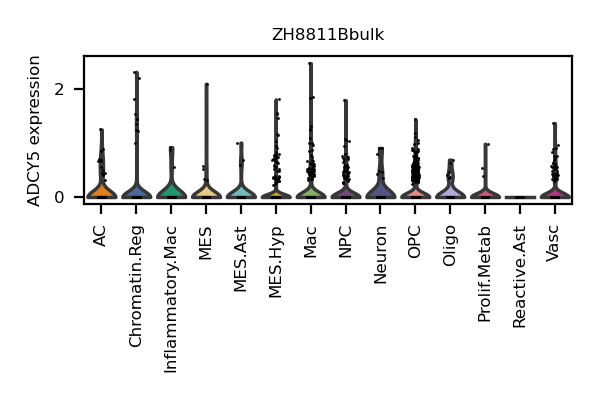 ZH8811Bbulk
ADCY5 expression
2
0
AC
Chromatin.Reg
Inflammatory.Mac
MES
MES.Ast
MES.Hyp
Mac
NPC
Neuron
OPC
Oligo
Prolif.Metab
Reactive.Ast
Vasc